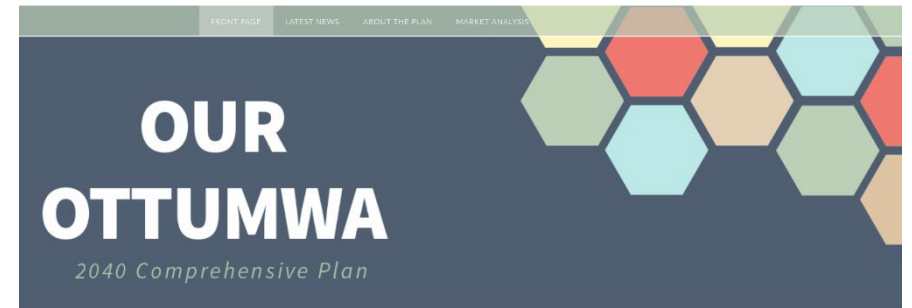 FRONT PAGE LATEST NEWS ABOUT THE PLAN MARKET ANALYSIS
OUR
OTTUMWA
2040 Comprehensive Plan